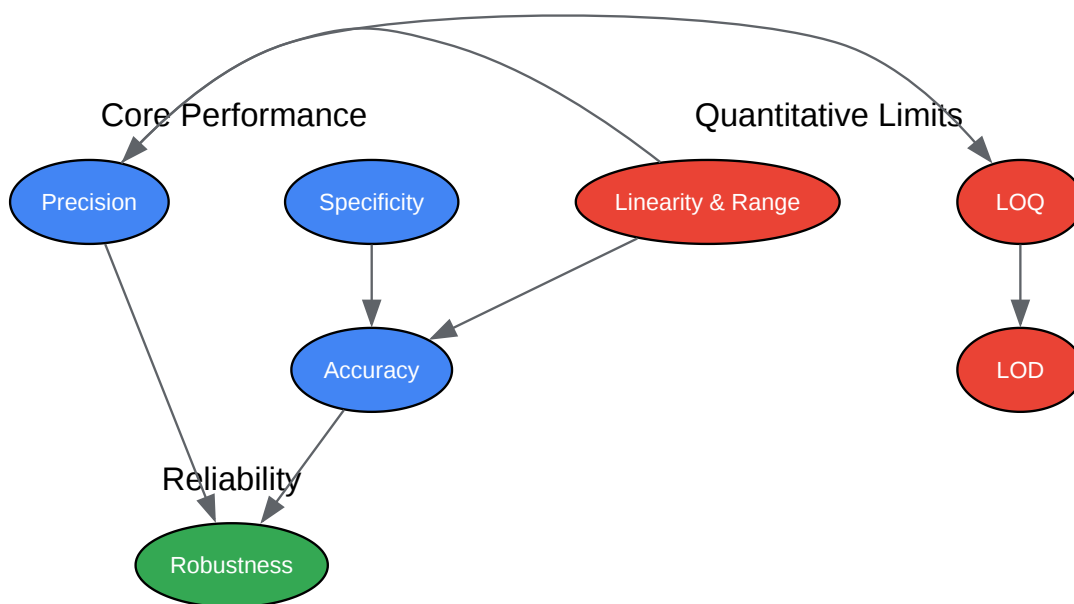 Core Performance
Quantitative Limits
Precision
Specificity
Linearity & Range
LOQ
Accuracy
LOD
Reliability
Robustness